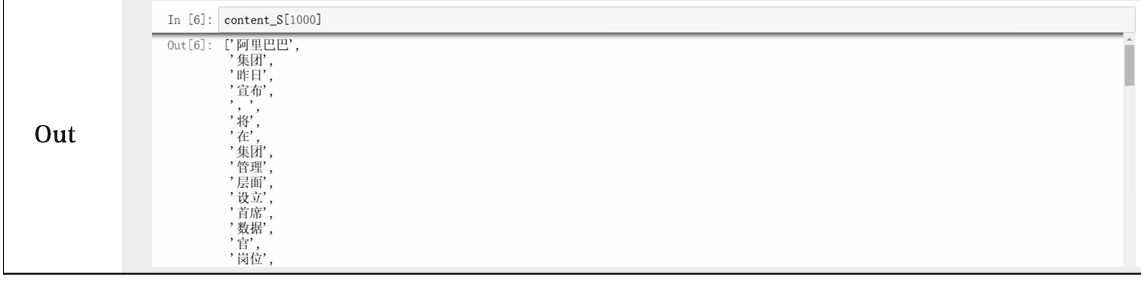 In [6]: content_S[1000]
Out[6]: ['阿里巴巴',
'集团',
'昨日',
'宣布',
'，',
'将',
'在',
'集团',
'管理',
'层面',
'设立',
'首席',
'数据',
'官',
'岗位',
Out